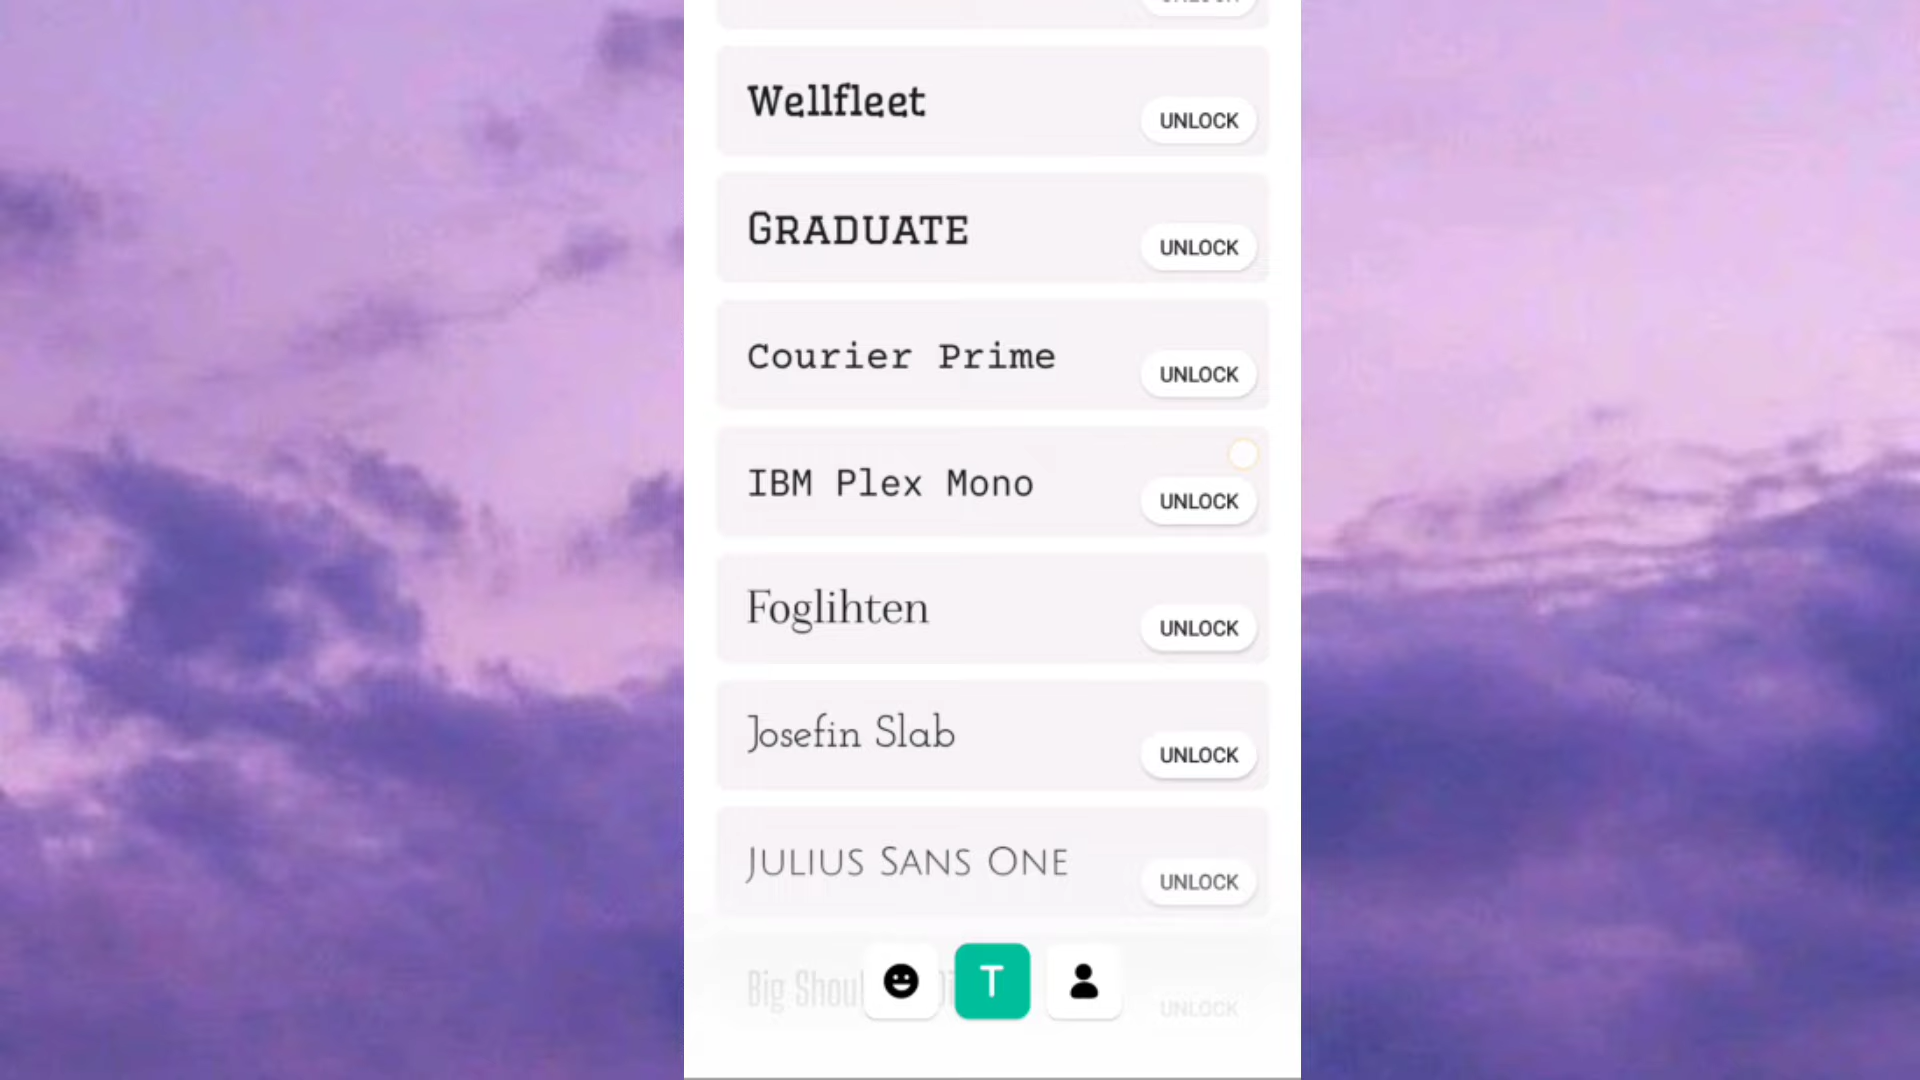 Wellfleet
UNLOCK
GRADUATE
UNLOCK
Courier Prime
UNLOCK
IBM Plex Mono
UNLOCK
Foglihten
UNLOCK
Josefin Slab
UNLOCK
JULIUS SANS ONE
UNLOCK
Big
T
UNLOCK